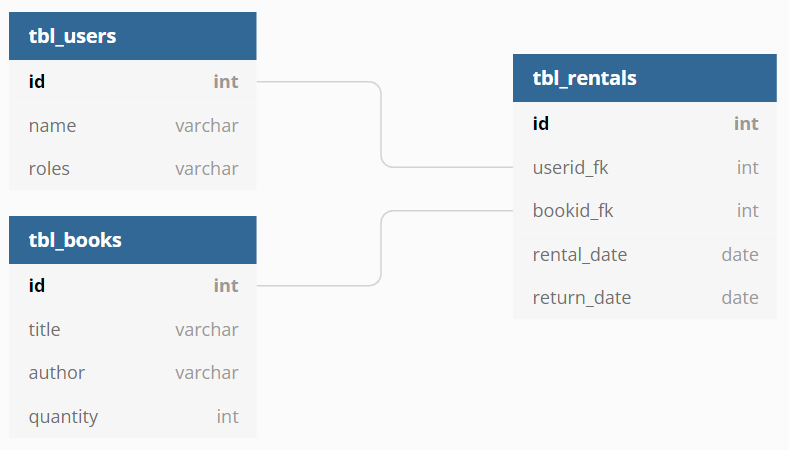 tbl_users
id int
name varchar
roles varchar
tbl_books
id int
title varchar
author varchar
quantity int
tbl_rentals
id int
userid_fk int
bookid_fk int
rental_date date
return_date date